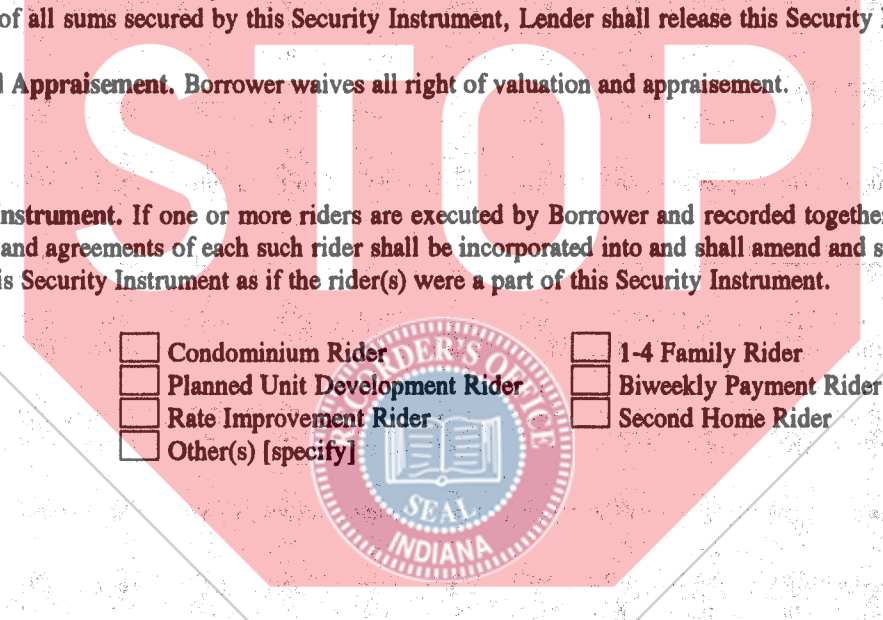 of all sums secured by this Security Instrument, Lender shall release this Security
Appraisement. Borrower waives all right of valuation and appraisement.
STOP
Instrument. If one or more riders are executed by Borrower and recorded together
and agreements of each such rider shall be incorporated into and shall amend and s
is Security Instrument as if the rider(s) were a part of this Security Instrument.
Condominium Rider
1-4 Family Rider
Planned Unit Development Rider
Biweekly Payment Rider
Rate Improvement Rider
Second Home Rider
Other(s) [specify]
RECORDER'S OFFICE
SEAL
INDIANA